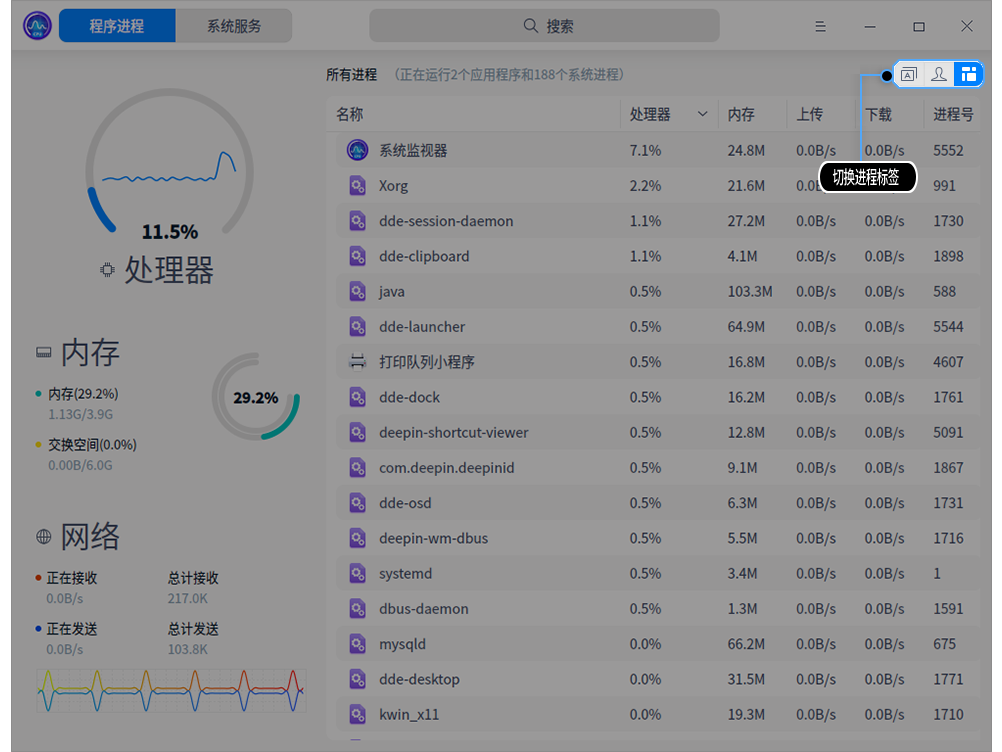 程序进程 系统服务 搜索
所有进程 (正在运行2个应用程序和188个系统进程)
切换进程标签
名称 处理器 内存 上传 下载 进程号
系统监视器 7.1% 24.8M 0.0B/s 0.0B/s 5552
Xorg 2.2% 21.6M 991
dde-session-daemon 1.1% 27.2M 0.0B/s 0.0B/s 1730
dde-clipboard 1.1% 4.1M 0.0B/s 0.0B/s 1898
java 0.5% 103.3M 0.0B/s 0.0B/s 588
dde-launcher 0.5% 64.9M 0.0B/s 0.0B/s 5544
打印队列小程序 0.5% 16.8M 0.0B/s 0.0B/s 4607
dde-dock 0.5% 16.2M 0.0B/s 0.0B/s 1761
deepin-shortcut-viewer 0.5% 12.8M 0.0B/s 0.0B/s 5091
com.deepin.deepinid 0.5% 9.1M 0.0B/s 0.0B/s 1867
dde-osd 0.5% 6.3M 0.0B/s 0.0B/s 1731
deepin-wm-dbus 0.5% 5.5M 0.0B/s 0.0B/s 1716
systemd 0.5% 3.4M 0.0B/s 0.0B/s 1
dbus-daemon 0.5% 1.3M 0.0B/s 0.0B/s 1591
mysqld 0.0% 66.2M 0.0B/s 0.0B/s 675
dde-desktop 0.0% 31.5M 0.0B/s 0.0B/s 1771
kwin_x11 0.0% 19.3M 0.0B/s 0.0B/s 1710
11.5%
处理器
内存
内存(29.2%)
1.13G/3.9G
交换空间(0.0%)
0.00B/6.0G
29.2%
网络
正在接收 总计接收
0.0B/s 217.0K
正在发送 总计发送
0.0B/s 103.8K